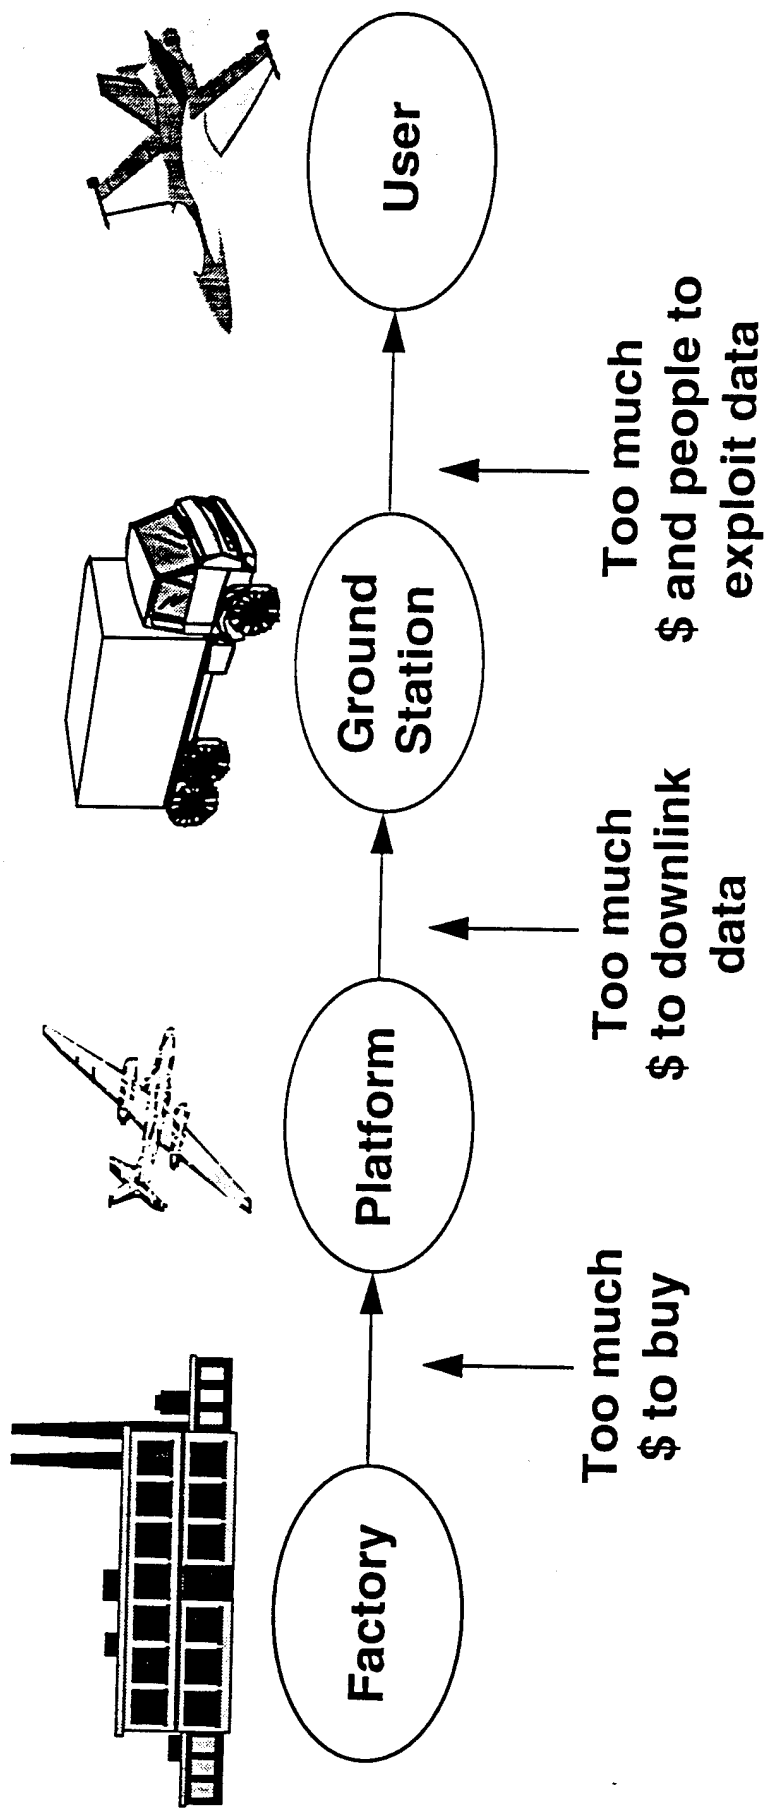 Factory
Platform
Ground
Station
User
Too much
$ to buy
Too much
$ to downlink
data
Too much
$ and people to
exploit data